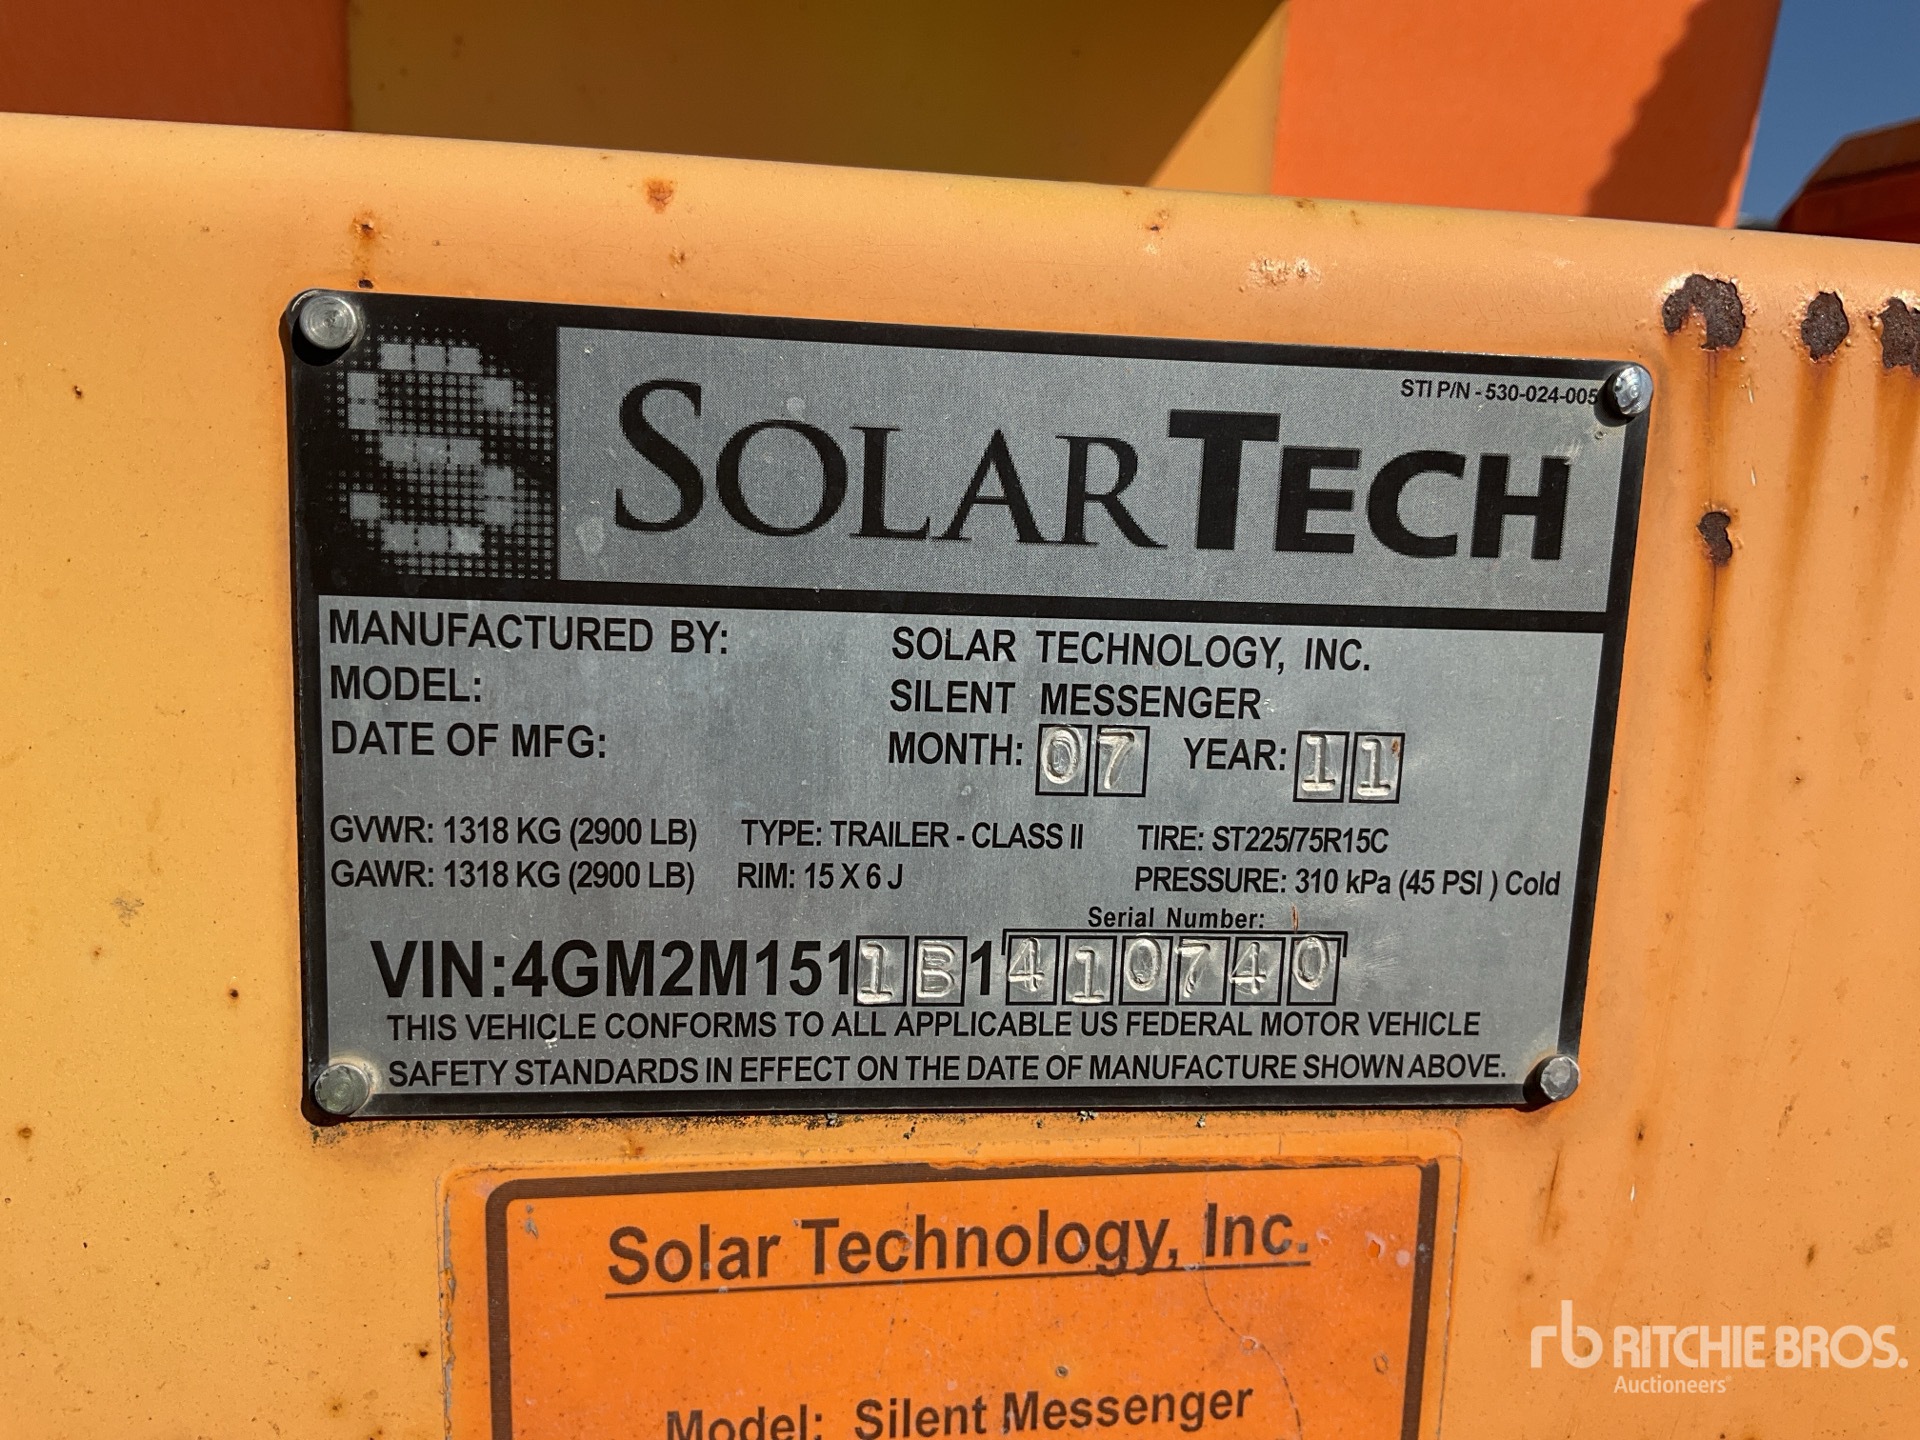 STI P/N - 530-024-005
SOLARTECH
MANUFACTURED BY: SOLAR TECHNOLOGY, INC.
MODEL: SILENT MESSENGER
DATE OF MFG: MONTH: 07 YEAR: 11
GVWR: 1318 KG (2900 LB) TYPE: TRAILER - CLASS II TIRE: ST225/75R15C
GAWR: 1318 KG (2900 LB) RIM: 15 X 6 J PRESSURE: 310 kPa (45 PSI ) Cold
Serial Number:
VIN:4GM2M1511B1410740
THIS VEHICLE CONFORMS TO ALL APPLICABLE US FEDERAL MOTOR VEHICLE
SAFETY STANDARDS IN EFFECT ON THE DATE OF MANUFACTURE SHOWN ABOVE.
Solar Technology, Inc.
Model: Silent Messenger
rb RITCHIE BROS.
Auctioneers